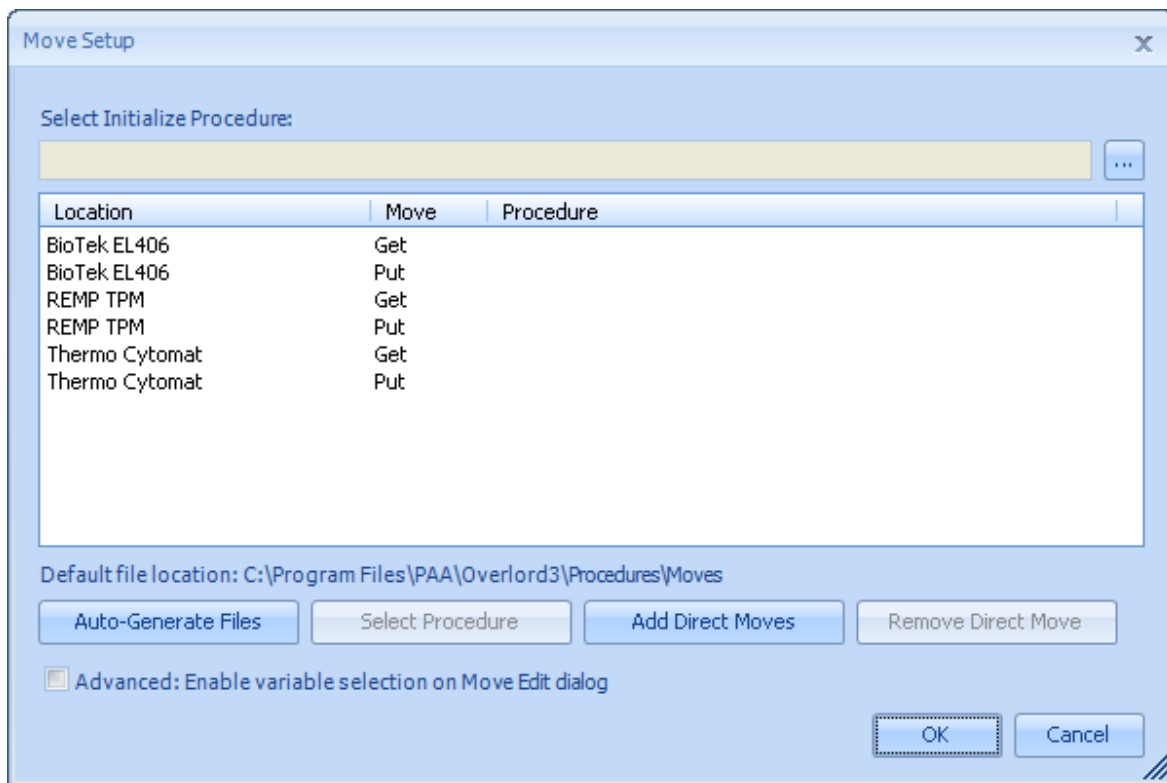 Move Setup
x
Select Initialize Procedure:
...
Location Move Procedure
BioTek EL406 Get
BioTek EL406 Put
REMP TPM Get
REMP TPM Put
Thermo Cytomat Get
Thermo Cytomat Put
Default file location: C:\Program Files\PAA\Overlord3\Procedures\Moves
Auto-Generate Files Select Procedure Add Direct Moves Remove Direct Move
Advanced: Enable variable selection on Move Edit dialog
OK Cancel